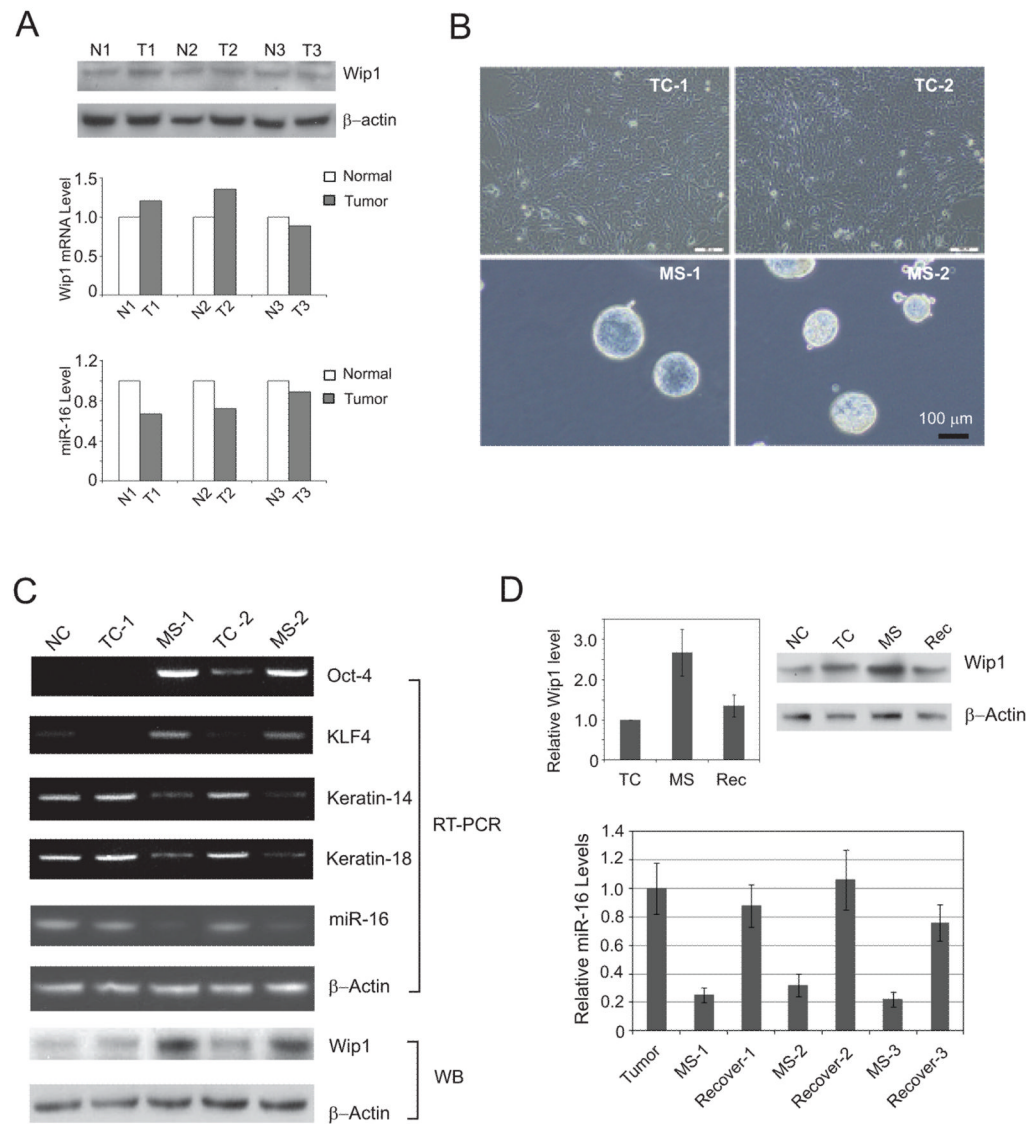 A
N1 T1 N2 T2 N3 T3
Wip1
β–actin
Wip1 mRNA Level
1.5
1.0
0.5
0
Normal
Tumor
N1 T1 N2 T2 N3 T3
miR-16 Level
1.2
0.8
0.4
0
Normal
Tumor
N1 T1 N2 T2 N3 T3
B
TC-1
TC-2
MS-1
MS-2
100 μm
C
NC TC-1 MS-1 TC-2 MS-2
Oct-4
KLF4
Keratin-14
Keratin-18
miR-16
β–Actin
RT-PCR
Wip1
β–Actin
WB
D
Relative Wip1 level
3.0
2.0
1.0
0
TC MS Rec
NC TC MS Rec
Wip1
β–Actin
Relative miR-16 Levels
1.4
1.2
1.0
0.8
0.6
0.4
0.2
0
Tumor MS-1 Recover-1 MS-2 Recover-2 MS-3 Recover-3